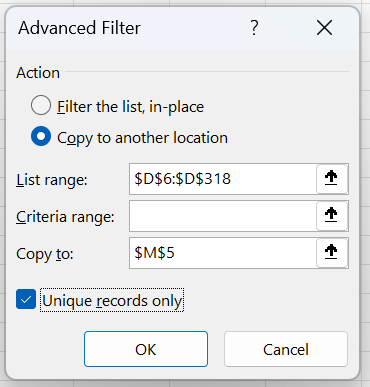 Advanced Filter ?
Action
Filter the list, in-place
Copy to another location
List range: $D$6:$D$318
Criteria range:
Copy to: $M$5
Unique records only
OK Cancel